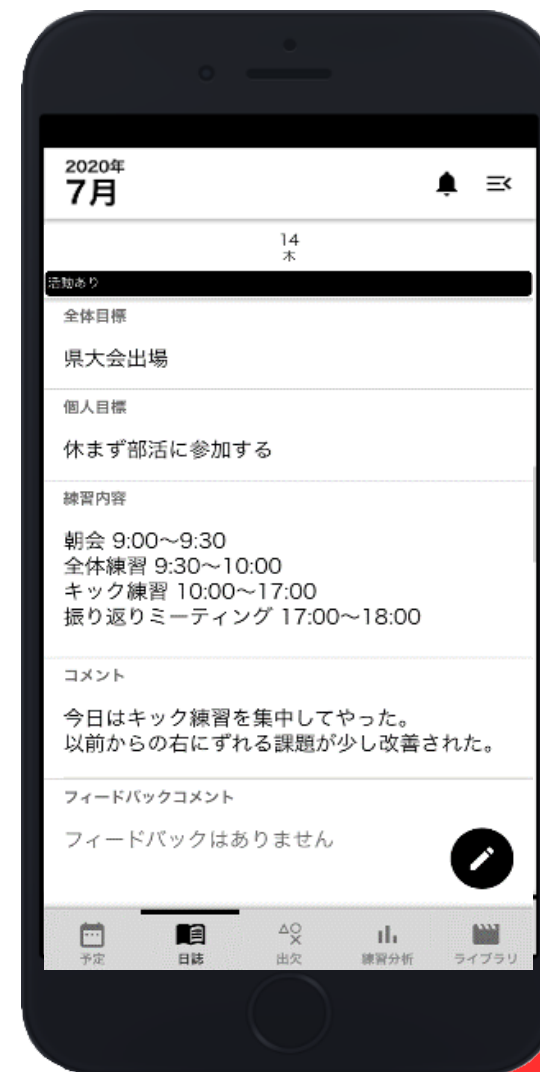 2020年
7月
14
木
活動あり
全体目標
県大会出場
個人目標
休まず部活に参加する
練習内容
朝会 9:00〜9:30
全体練習 9:30〜10:00
キック練習 10:00〜17:00
振り返りミーティング 17:00〜18:00
コメント
今日はキック練習を集中してやった。
以前からの右にずれる課題が少し改善された。
フィードバックコメント
フィードバックはありません
予定 日誌 出欠 練習分析 ライブラリ